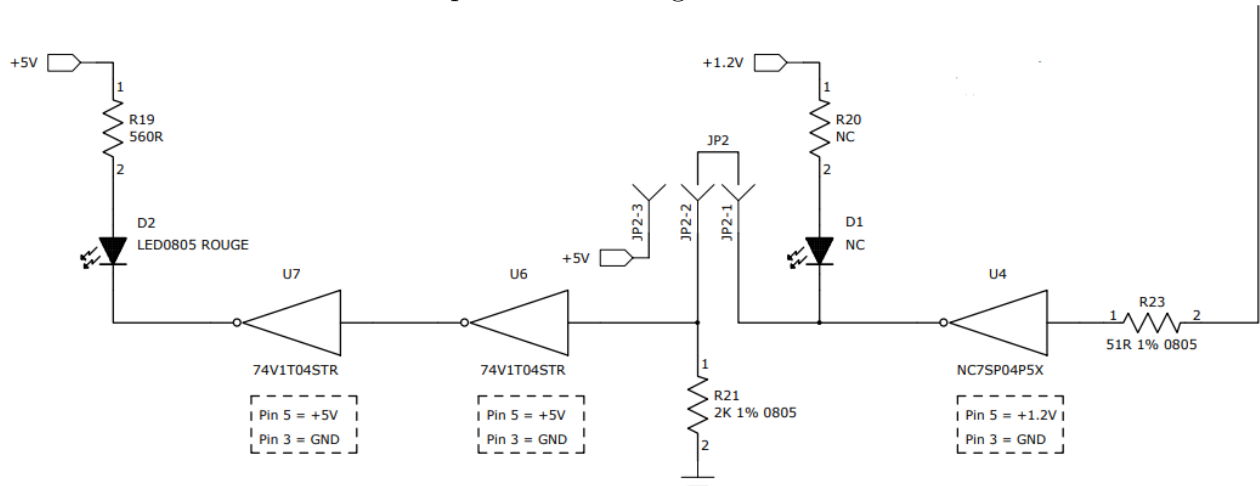 +5V
1
R19
560R
2
D2
LED0805 ROUGE
U7
74V1T04STR
Pin 5 = +5V
Pin 3 = GND
U6
74V1T04STR
Pin 5 = +5V
Pin 3 = GND
JP2
JP2-3
JP2-2
JP2-1
+5V
1
R21
2K 1% 0805
2
+1.2V
1
R20
NC
2
D1
NC
U4
NC7SP04P5X
Pin 5 = +1.2V
Pin 3 = GND
R23
1
2
51R 1% 0805